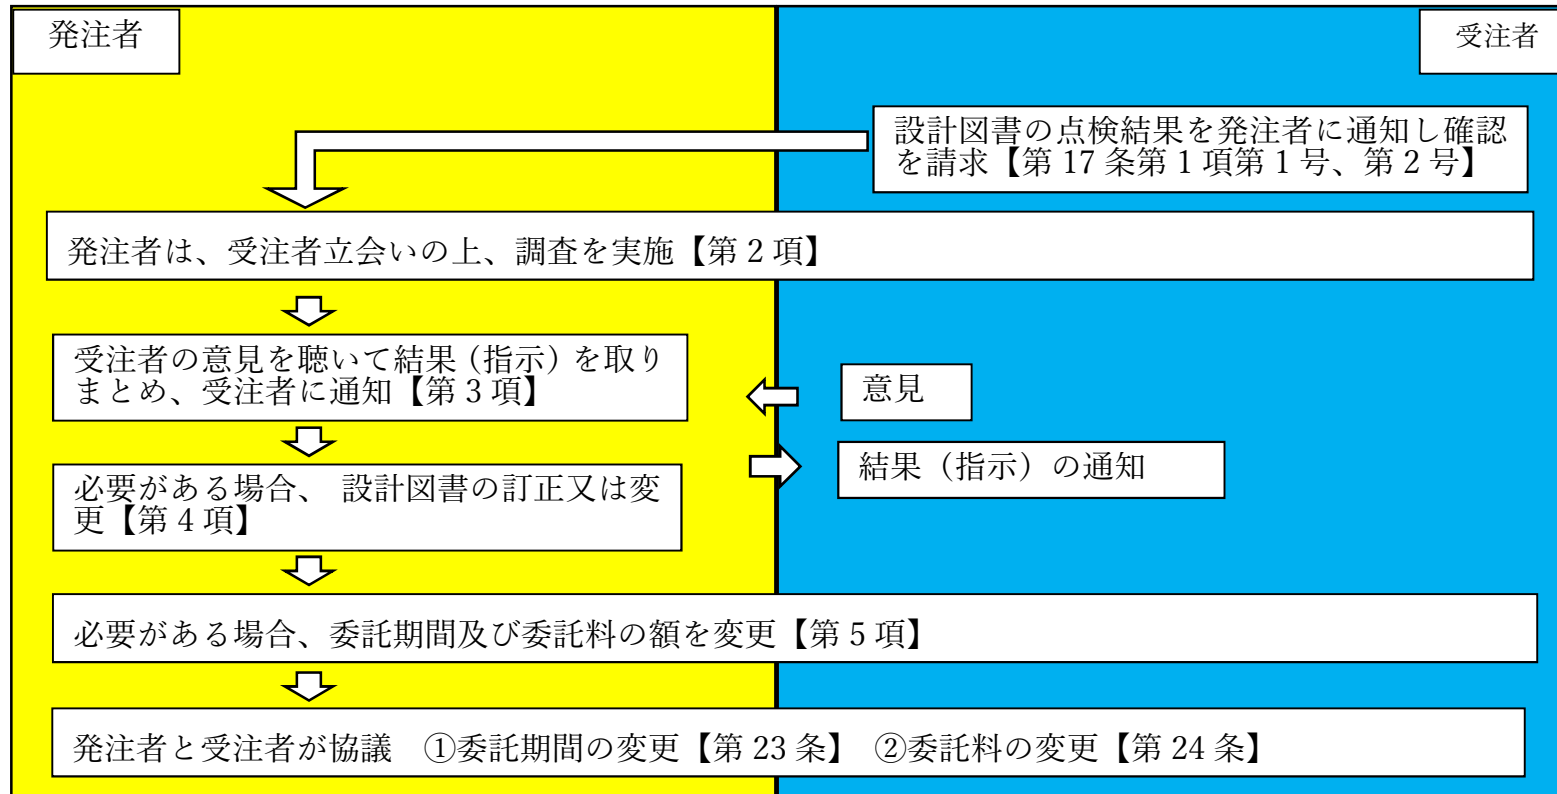 発注者
受注者
設計図書の点検結果を発注者に通知し確認
を請求【第 17 条第 1 項第 1 号、第 2 号】
発注者は、受注者立会いの上、調査を実施【第 2 項】
受注者の意見を聴いて結果（指示）を取り
まとめ、受注者に通知【第 3 項】
意見
結果（指示）の通知
必要がある場合、 設計図書の訂正又は変
更【第 4 項】
必要がある場合、委託期間及び委託料の額を変更【第 5 項】
発注者と受注者が協議　①委託期間の変更【第 23 条】　②委託料の変更【第 24 条】